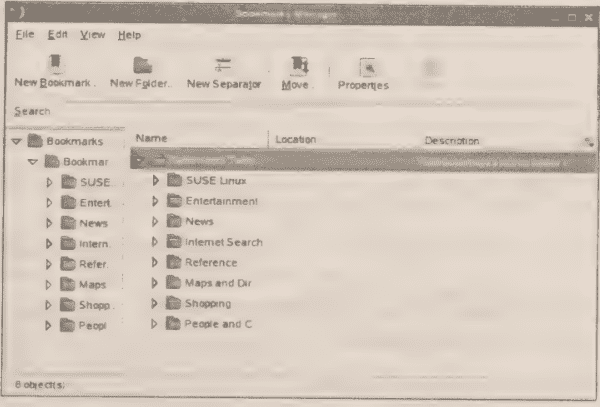 File Edit View Help
New Bookmark.. New Folder.. New Separator Move.. Properties
Search
Bookmarks
Bookmar
SUSE.
Entert.
News
Intern.
Refer.
Maps
Shopp.
Peopl
Name Location Description
SUSE Linux
Entertainment
News
Internet Search
Reference
Maps and Dir
Shopping
People and C
8 object(s)